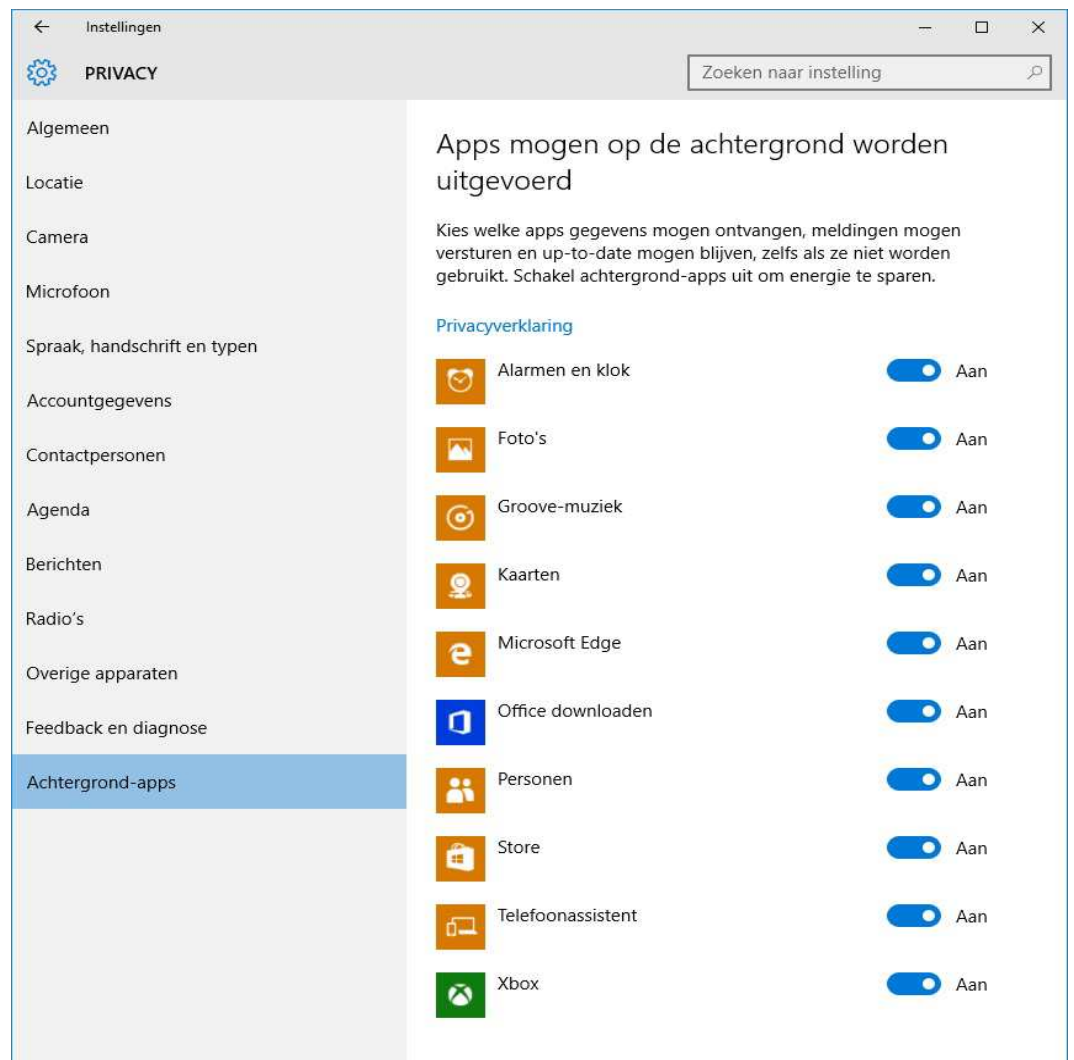 Instellingen
PRIVACY
Zoeken naar instelling
Algemeen
Locatie
Camera
Microfoon
Spraak, handschrift en typen
Accountgegevens
Contactpersonen
Agenda
Berichten
Radio's
Overige apparaten
Feedback en diagnose
Achtergrond-apps
Apps mogen op de achtergrond worden
uitgevoerd
Kies welke apps gegevens mogen ontvangen, meldingen mogen
versturen en up-to-date mogen blijven, zelfs als ze niet worden
gebruikt. Schakel achtergrond-apps uit om energie te sparen.
Privacyverklaring
Alarmen en klok Aan
Foto's Aan
Groove-muziek Aan
Kaarten Aan
Microsoft Edge Aan
Office downloaden Aan
Personen Aan
Store Aan
Telefoonassistent Aan
Xbox Aan